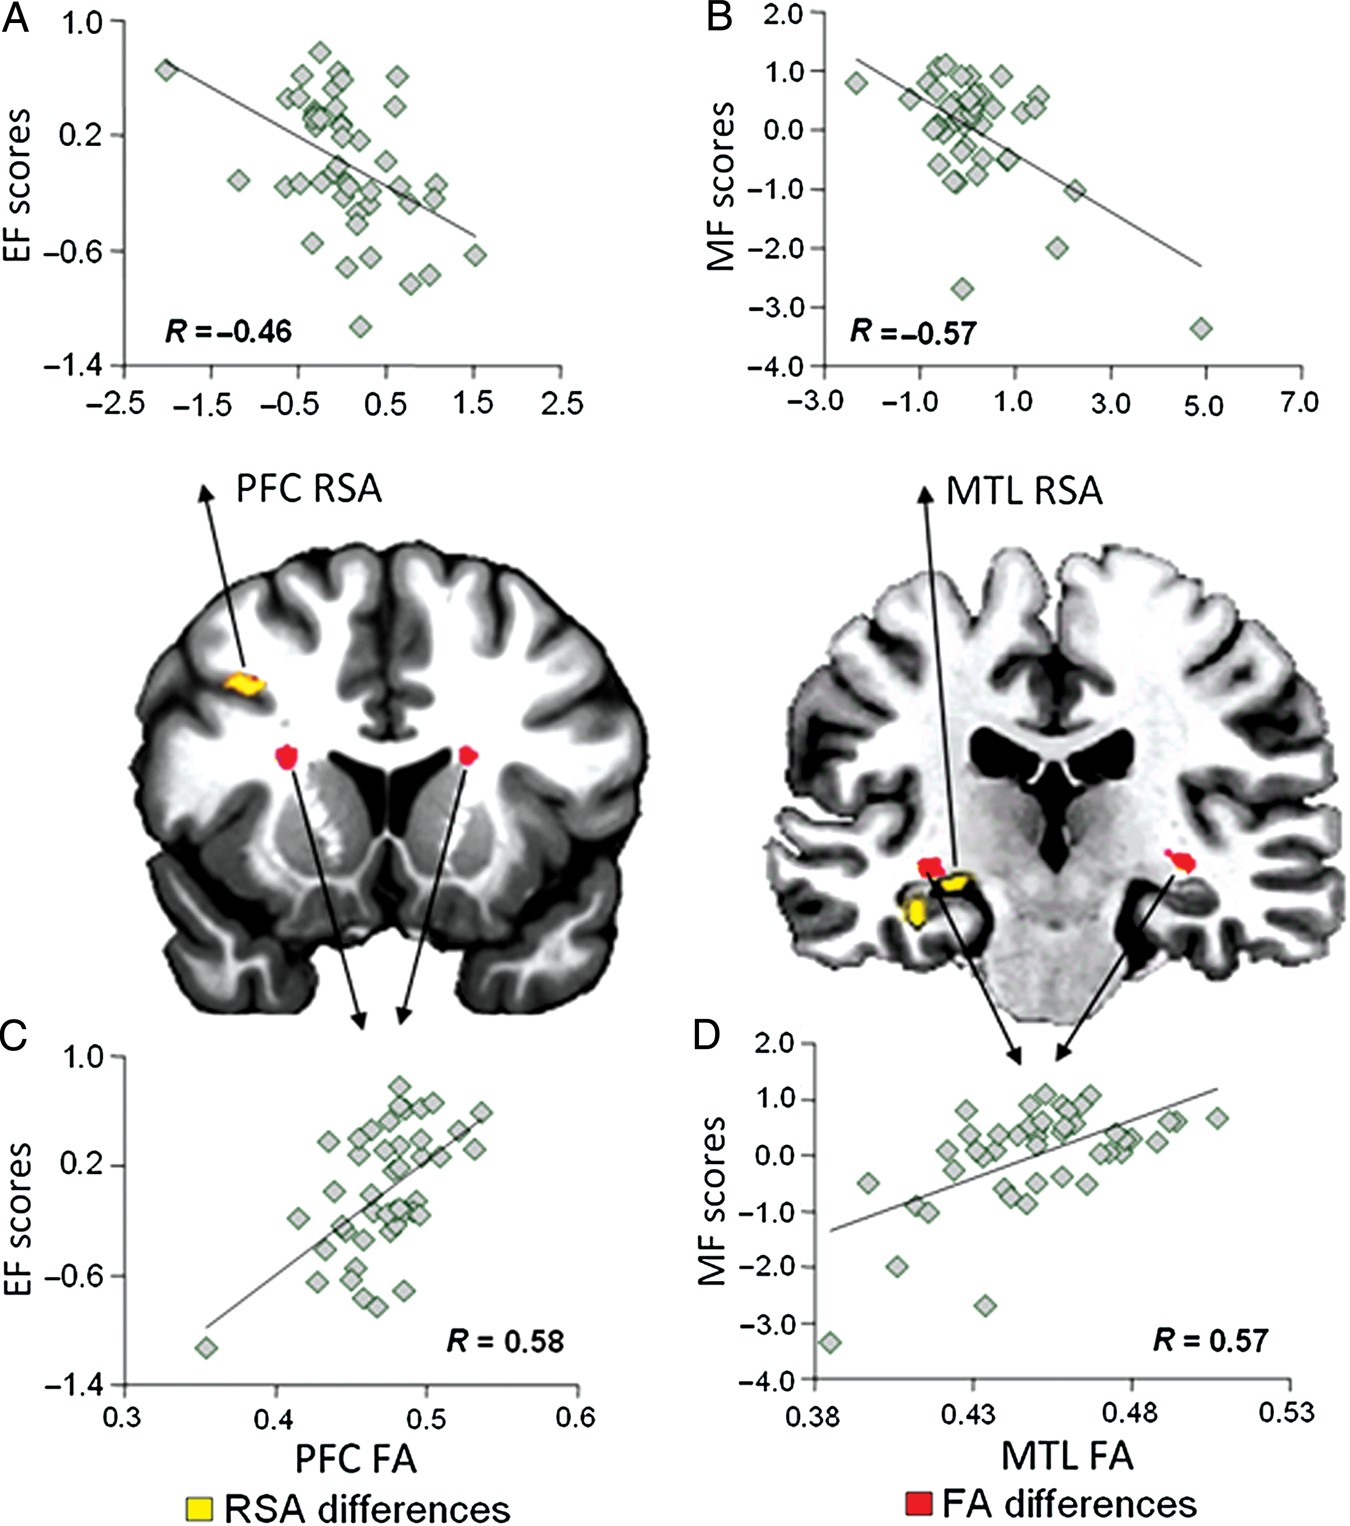 A
B
1.0
0.2
−0.6
−1.4
EF scores
R =−0.46
−2.5 −1.5 −0.5 0.5 1.5 2.5
PFC RSA
2.0
1.0
0.0
−1.0
−2.0
−3.0
−4.0
MF scores
R =−0.57
−3.0 −1.0 1.0 3.0 5.0 7.0
MTL RSA
C
1.0
0.2
−0.6
−1.4
EF scores
R = 0.58
0.3 0.4 0.5 0.6
PFC FA
D
2.0
1.0
0.0
−1.0
−2.0
−3.0
−4.0
MF scores
R = 0.57
0.38 0.43 0.48 0.53
MTL FA
RSA differences
FA differences